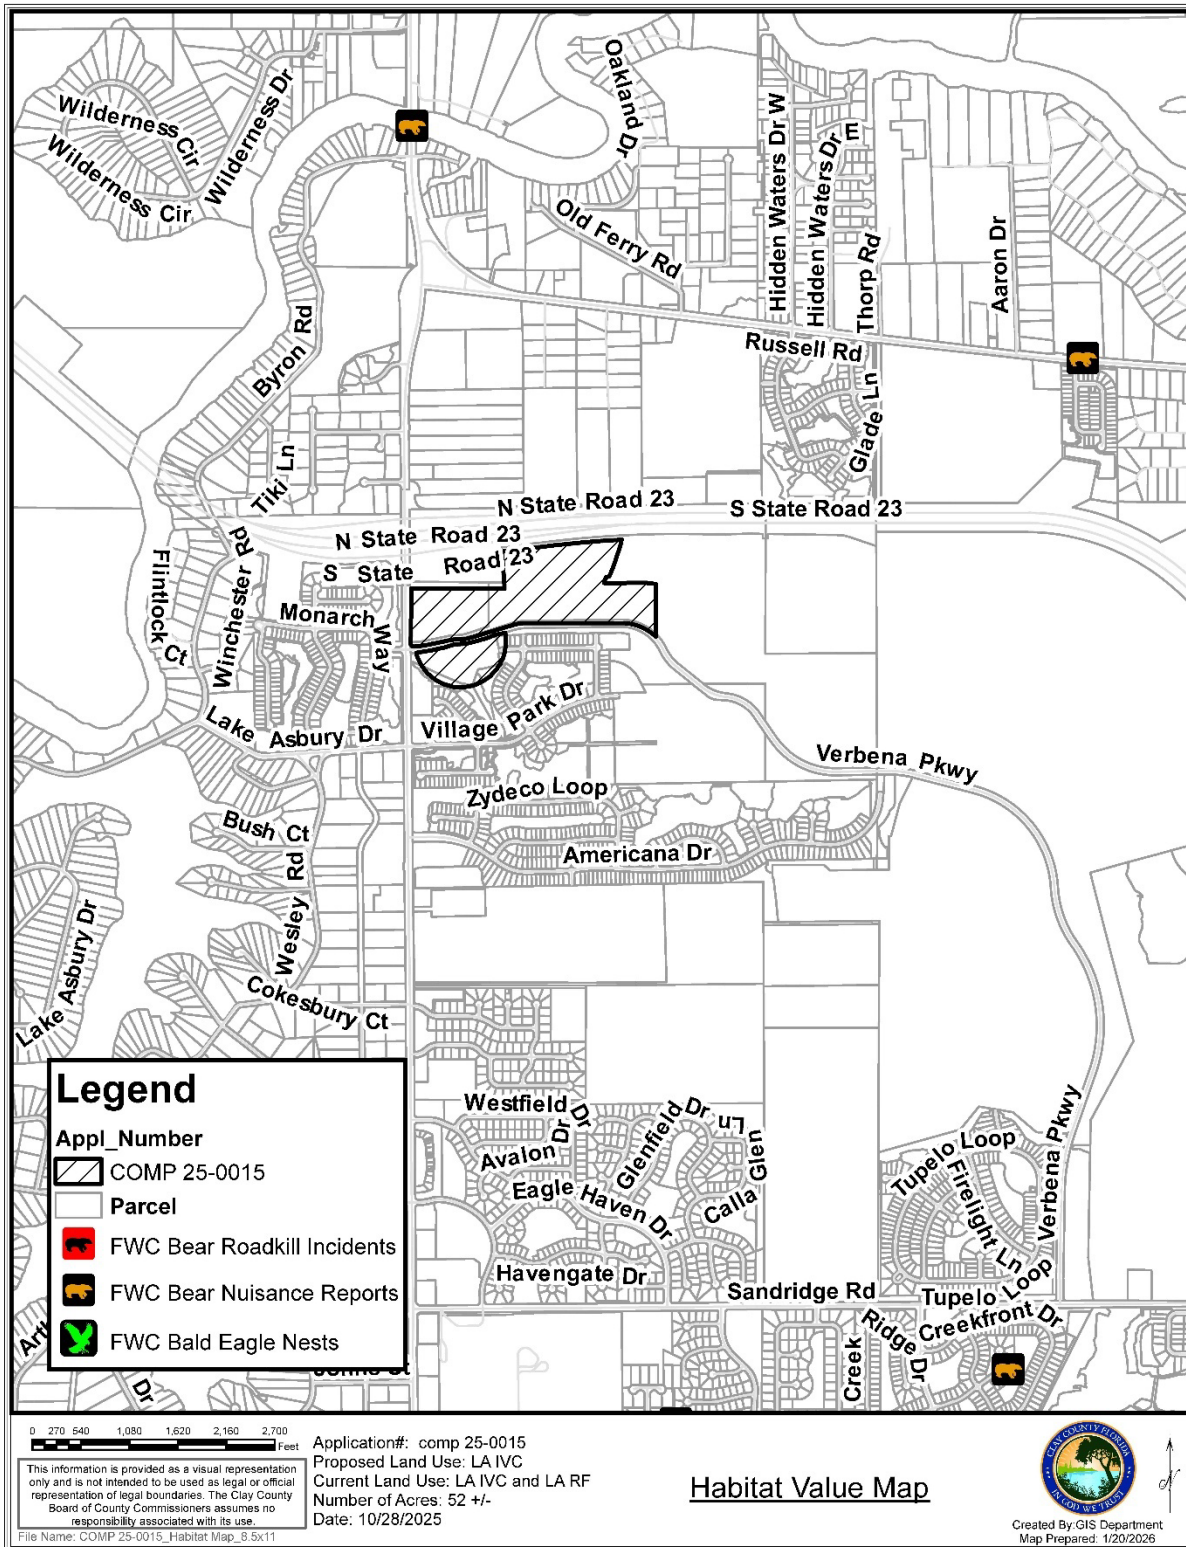 Wilderness Cir
Wilderness Dr
Wilderness Cir
Oakland Dr
Old Ferry Rd
Hidden Waters Dr W
Hidden Waters Dr E
Thorp Rd
Aaron Dr
Russell Rd
Byron Rd
Glade Ln
Tiki Ln
N State Road 23
S State Road 23
N State Road 23
S State Road 23
Flintlock Ct
Winchester Rd
Monarch Way
Lake Asbury Dr
Village Park Dr
Verbena Pkwy
Zydeco Loop
Bush Ct
Americana Dr
Wesley Rd
Lake Asbury Dr
Cokesbury Ct
Westfield Dr
Avalon Dr
Glenfield Dr
Calla Glen Ln
Eagle Haven Dr
Havengate Dr
Tupelo Loop
Firelight Ln
Verbena Pkwy
Sandridge Rd
Tupelo Loop
Creekfront Dr
Ridge Dr
Creek
Dr
Legend
Appl_Number
COMP 25-0015
Parcel
FWC Bear Roadkill Incidents
FWC Bear Nuisance Reports
FWC Bald Eagle Nests
0 270 540 1,080 1,620 2,160 2,700
Feet
This information is provided as a visual representation
only and is not intended to be used as legal or official
representation of legal boundaries. The Clay County
Board of County Commissioners assumes no
responsibility associated with its use.
File Name: COMP 25-0015_Habitat Map_8.5x11
Application#: comp 25-0015
Proposed Land Use: LA IVC
Current Land Use: LA IVC and LA RF
Number of Acres: 52 +/-
Date: 10/28/2025
Habitat Value Map
CLAY COUNTY FLORIDA
IN GOD WE TRUST
N
Created By:GIS Department
Map Prepared: 1/20/2026